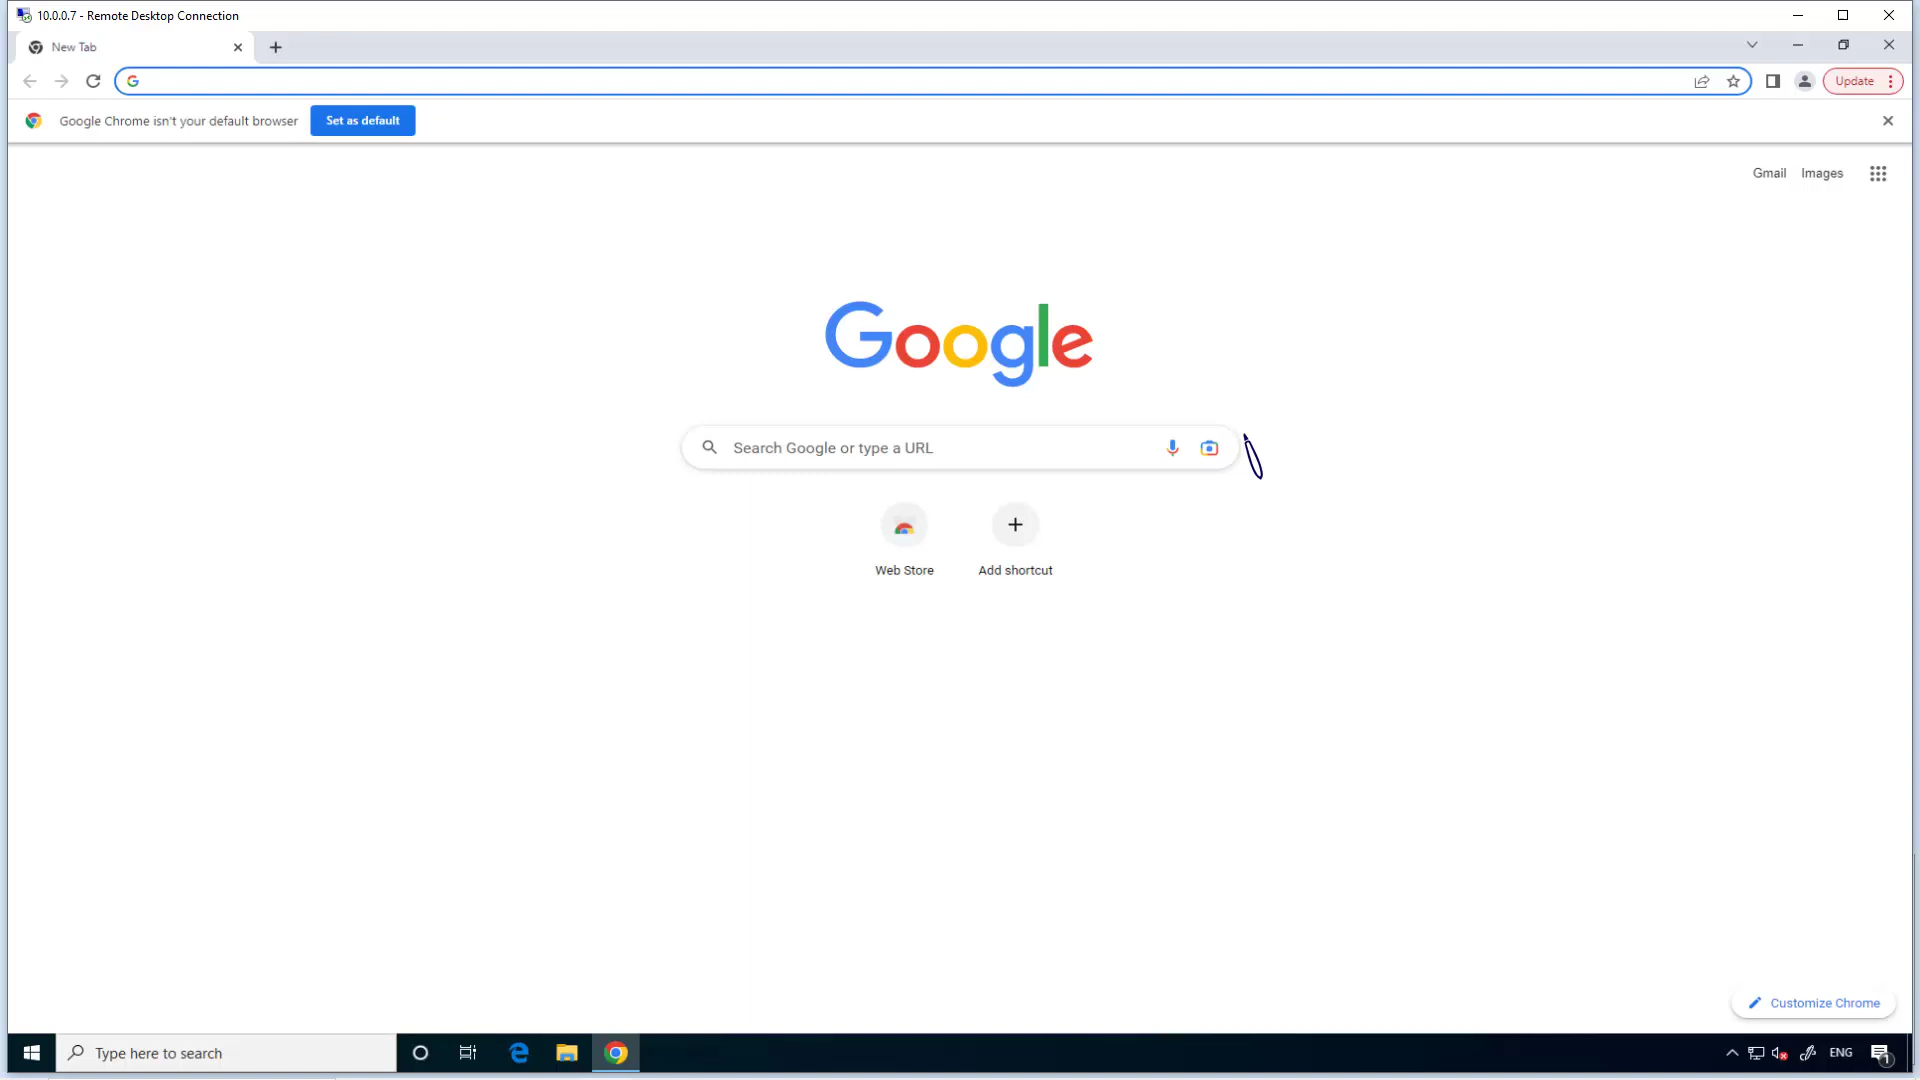 10.0.0.7 - Remote Desktop Connection
New Tab
Update
Google Chrome isn't your default browser
Set as default
Gmail
Images
Google
Search Google or type a URL
Web Store
Add shortcut
Customize Chrome
Type here to search
ENG
1